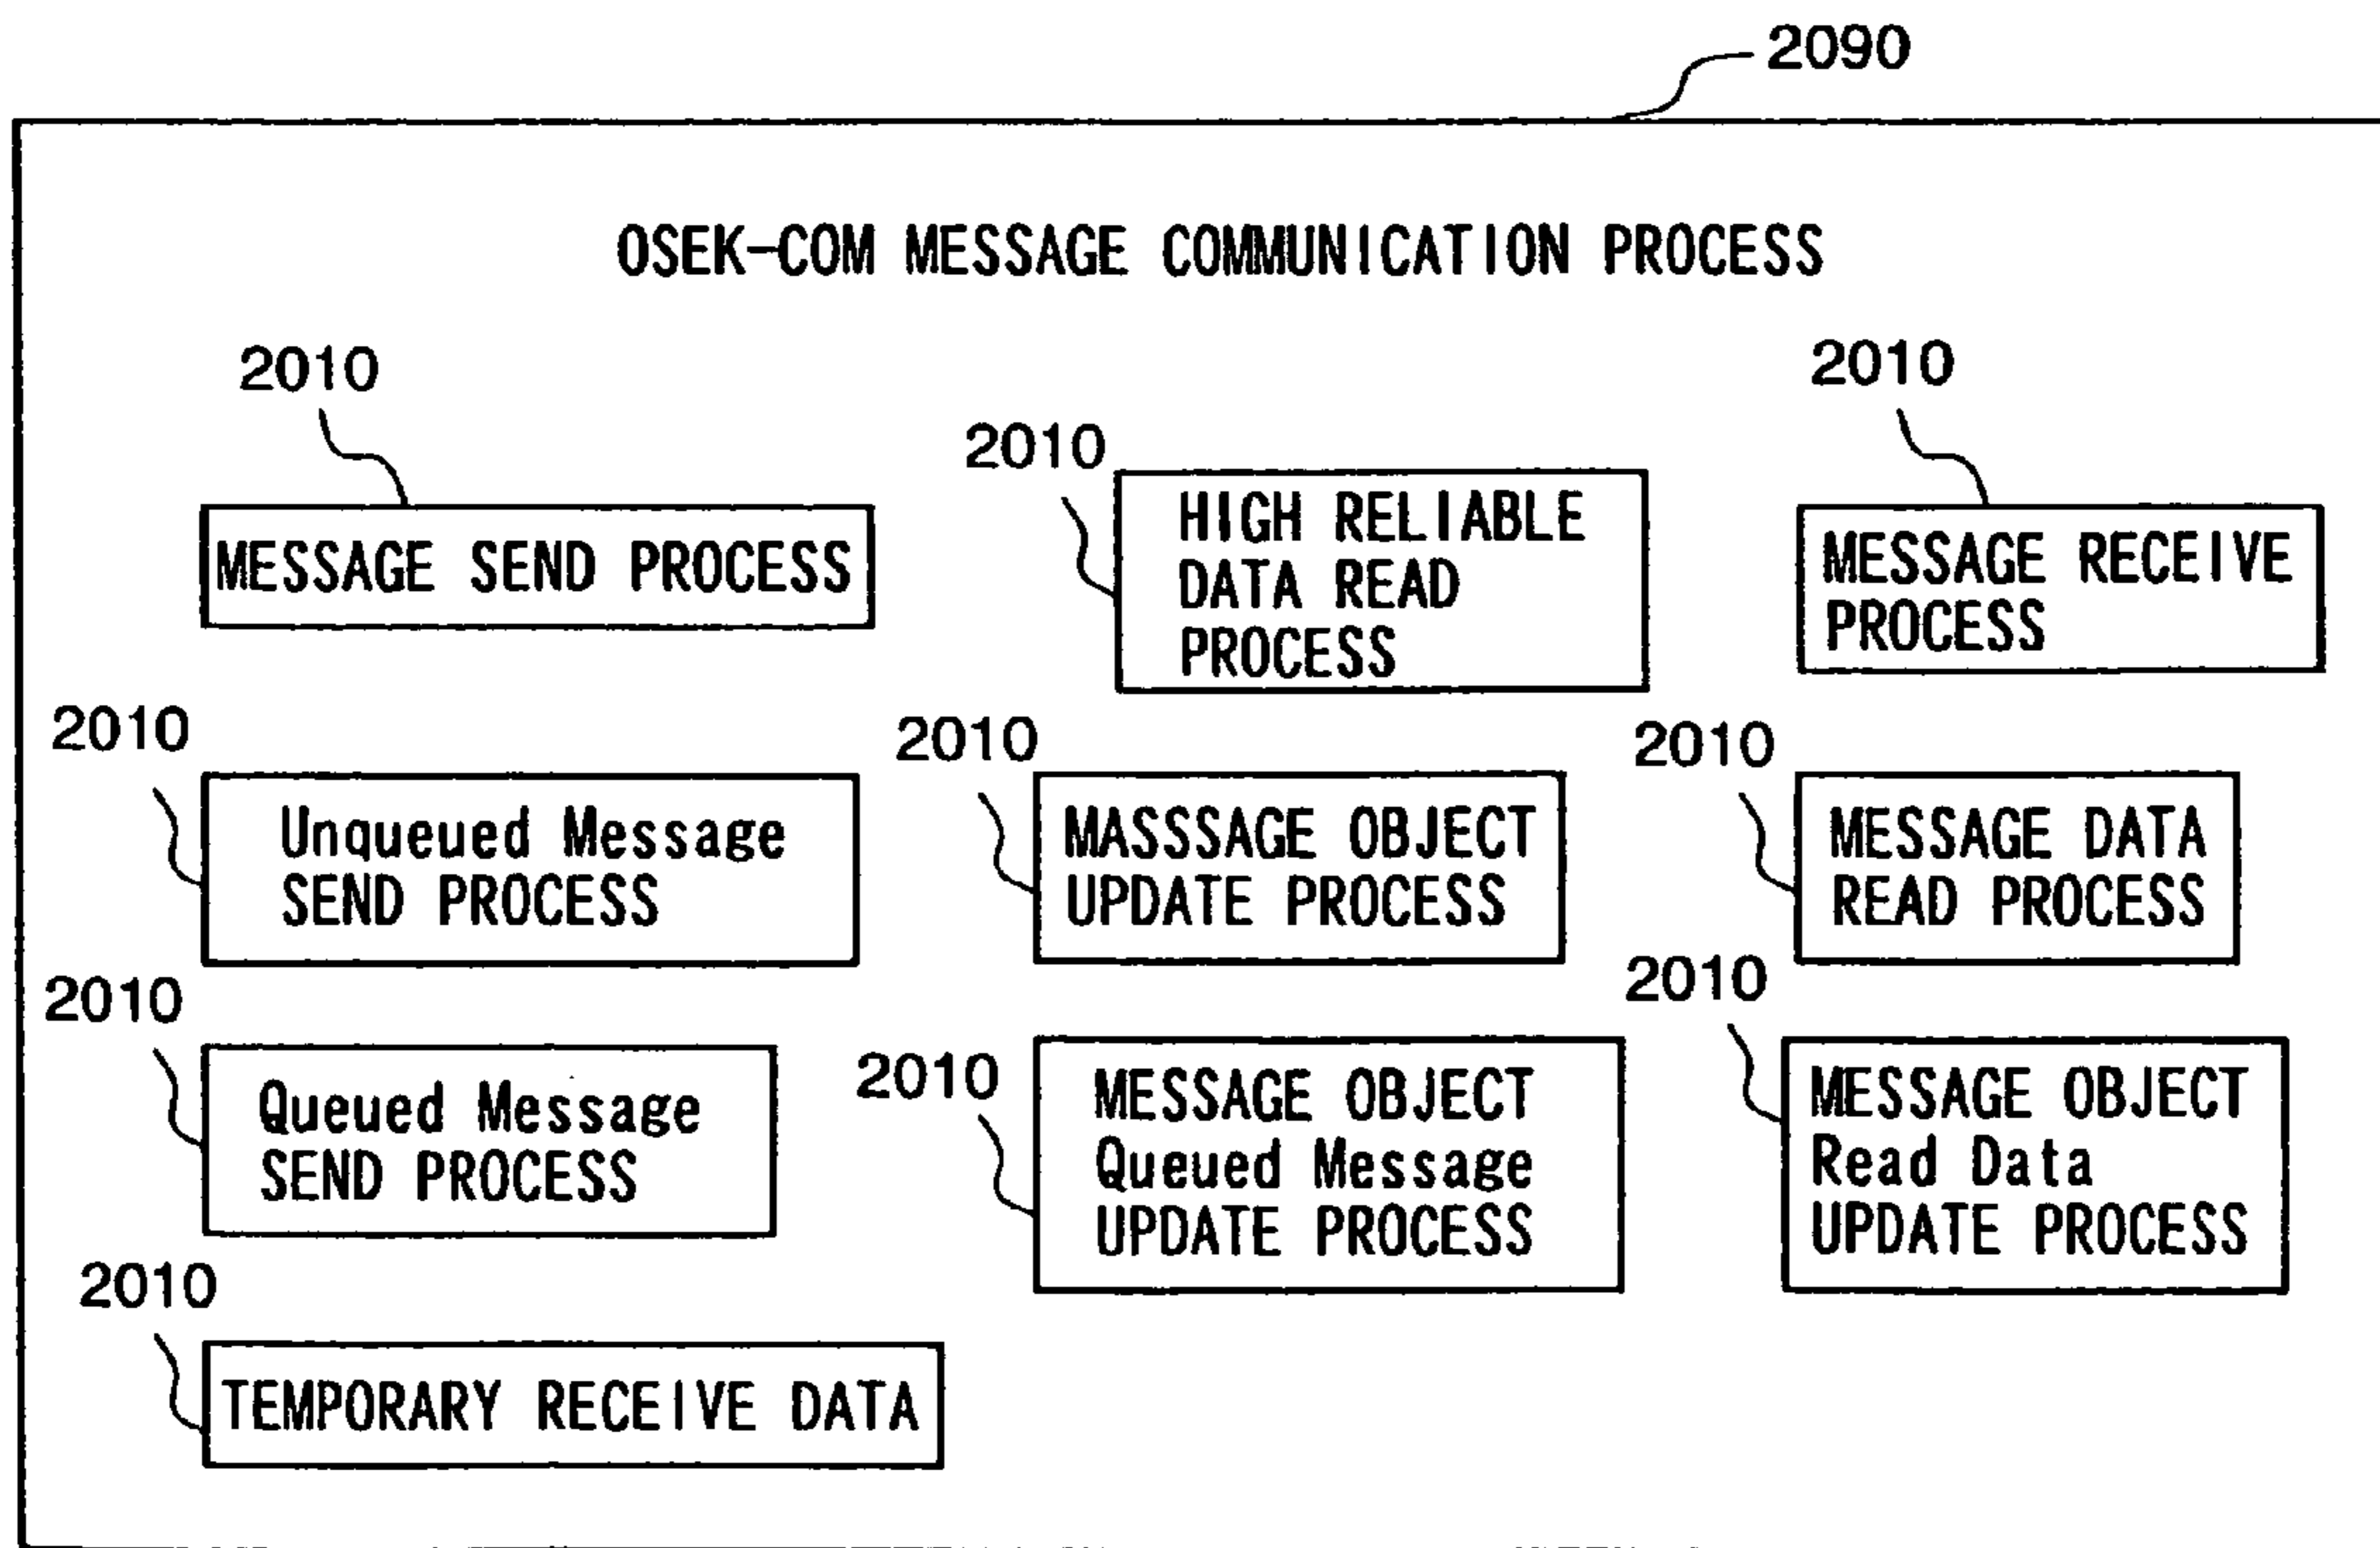 2090
OSEK-COM MESSAGE COMMUNICATION PROCESS
2010
MESSAGE SEND PROCESS
2010
HIGH RELIABLE
DATA READ
PROCESS
2010
MESSAGE RECEIVE
PROCESS
2010
Unqueued Message
SEND PROCESS
2010
MASSSAGE OBJECT
UPDATE PROCESS
2010
MESSAGE DATA
READ PROCESS
2010
Queued Message
SEND PROCESS
2010
MESSAGE OBJECT
Queued Message
UPDATE PROCESS
2010
MESSAGE OBJECT
Read Data
UPDATE PROCESS
2010
TEMPORARY RECEIVE DATA